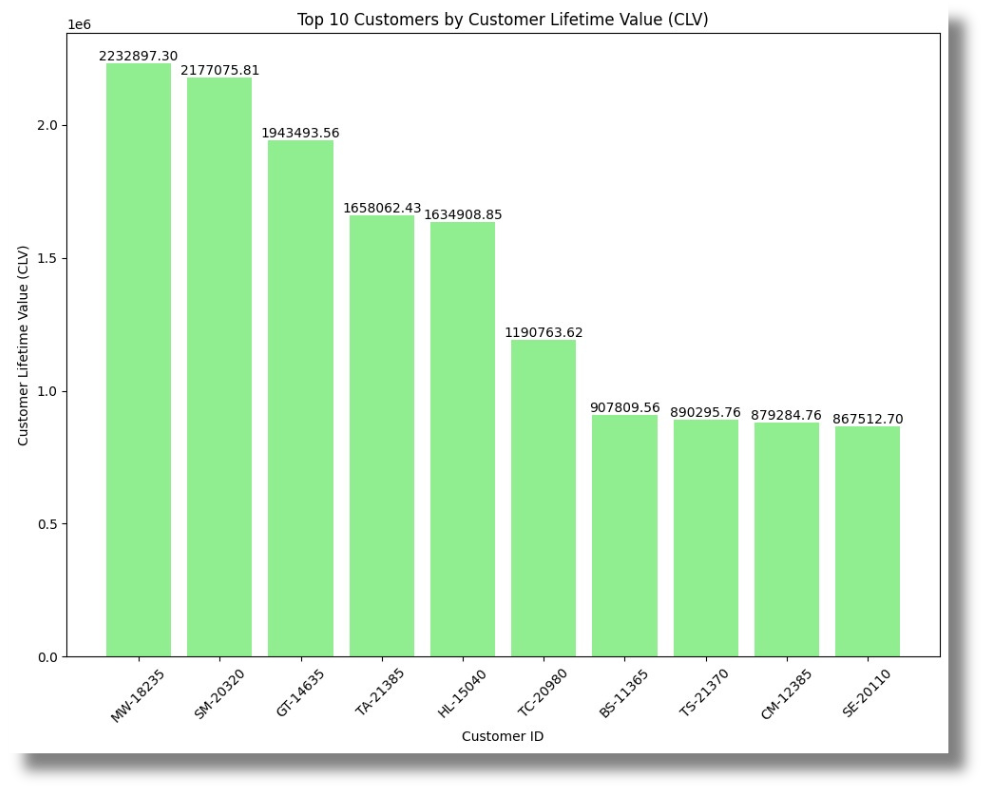 Top 10 Customers by Customer Lifetime Value (CLV)
1e6
2232897.30
2177075.81
1943493.56
1658062.43
1634908.85
1190763.62
907809.56
890295.76
879284.76
867512.70
2.0
1.5
1.0
0.5
0.0
Customer Lifetime Value (CLV)
MW-18235
SM-20320
GT-14635
TA-21385
HL-15040
TC-20980
BS-11365
TS-21370
CM-12385
SE-20110
Customer ID